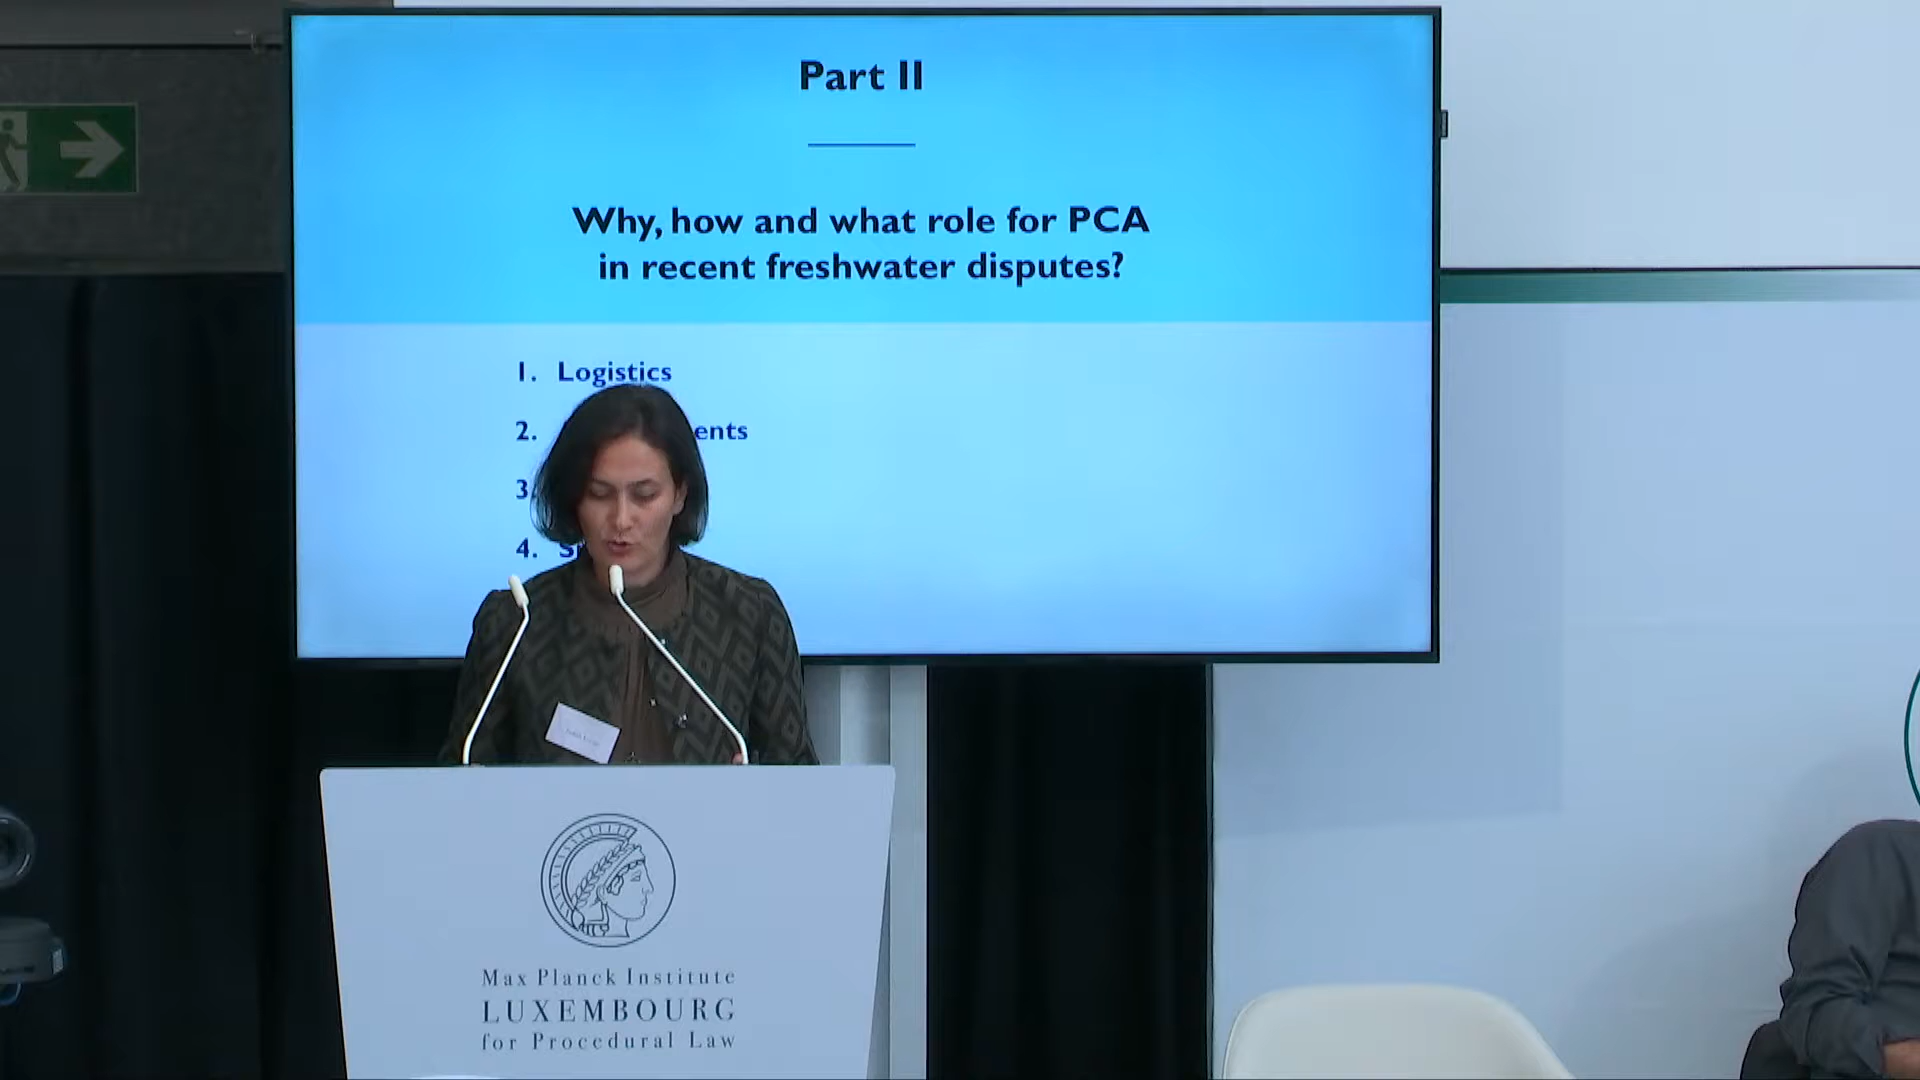 Part II
Why, how and what role for PCA
in recent freshwater disputes?
1. Logistics
2.
3.
4.
Max Planck Institute
LUXEMBOURG
for Procedural Law